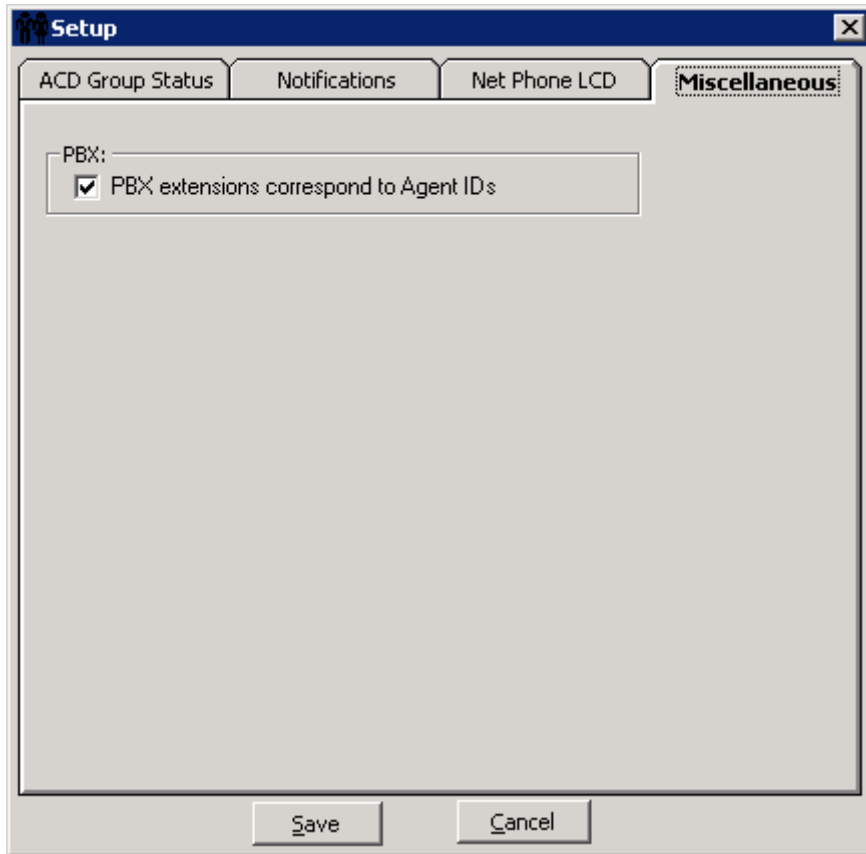 Setup
ACD Group Status Notifications Net Phone LCD Miscellaneous
PBX:
PBX extensions correspond to Agent IDs
Save Cancel